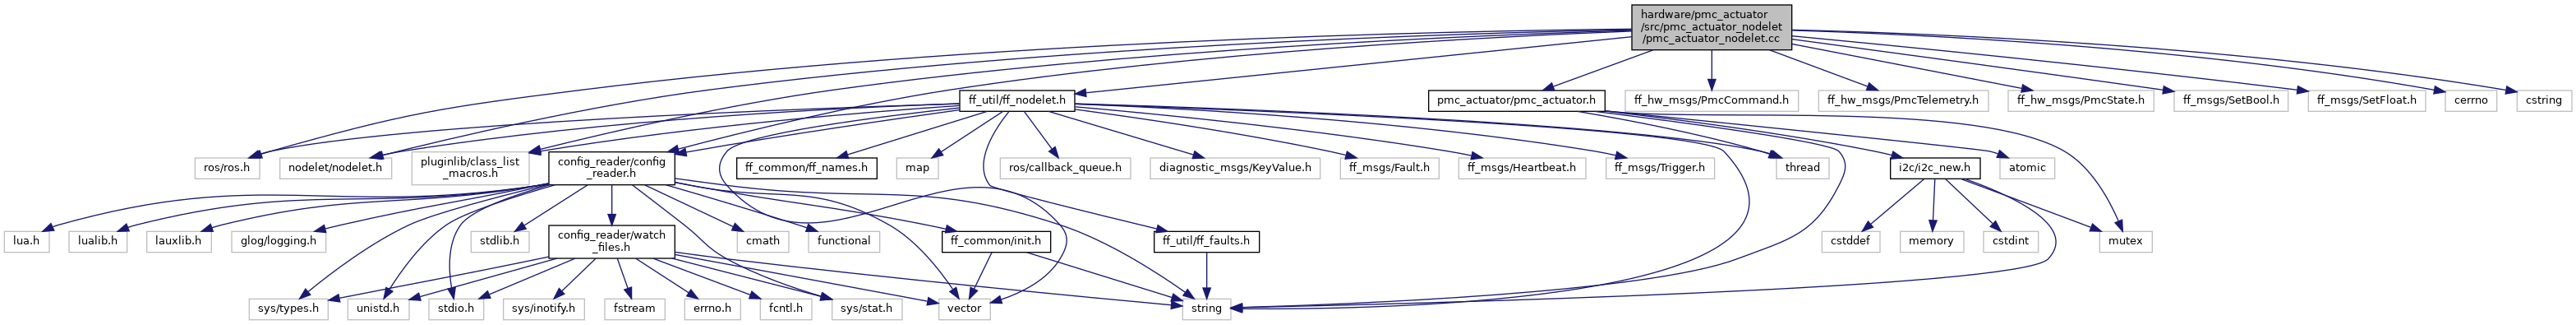 hardware/pmc_actuator
/src/pmc_actuator_nodelet
/pmc_actuator_nodelet.cc
ff_util/ff_nodelet.h
pmc_actuator/pmc_actuator.h
ff_hw_msgs/PmcCommand.h
ff_hw_msgs/PmcTelemetry.h
ff_hw_msgs/PmcState.h
ff_msgs/SetBool.h
ff_msgs/SetFloat.h
cerrno
cstring
ros/ros.h
nodelet/nodelet.h
pluginlib/class_list
_macros.h
config_reader/config
_reader.h
ff_common/ff_names.h
map
ros/callback_queue.h
diagnostic_msgs/KeyValue.h
ff_msgs/Fault.h
ff_msgs/Heartbeat.h
ff_msgs/Trigger.h
thread
i2c/i2c_new.h
atomic
lua.h
lualib.h
lauxlib.h
glog/logging.h
stdlib.h
config_reader/watch
_files.h
cmath
functional
ff_common/init.h
ff_util/ff_faults.h
cstddef
memory
cstdint
mutex
sys/types.h
unistd.h
stdio.h
sys/inotify.h
fstream
errno.h
fcntl.h
sys/stat.h
vector
string